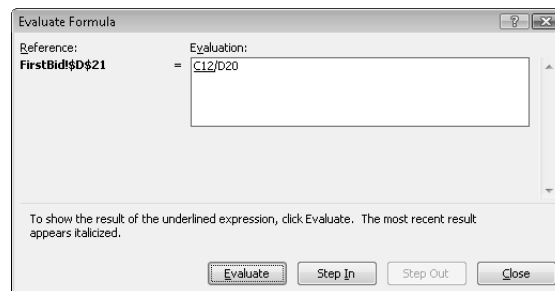 Evaluate Formula
Reference:
Evaluation:
FirstBid!$D$21 = C12/D20
To show the result of the underlined expression, click Evaluate. The most recent result
appears italicized.
Evaluate Step In Step Out Close